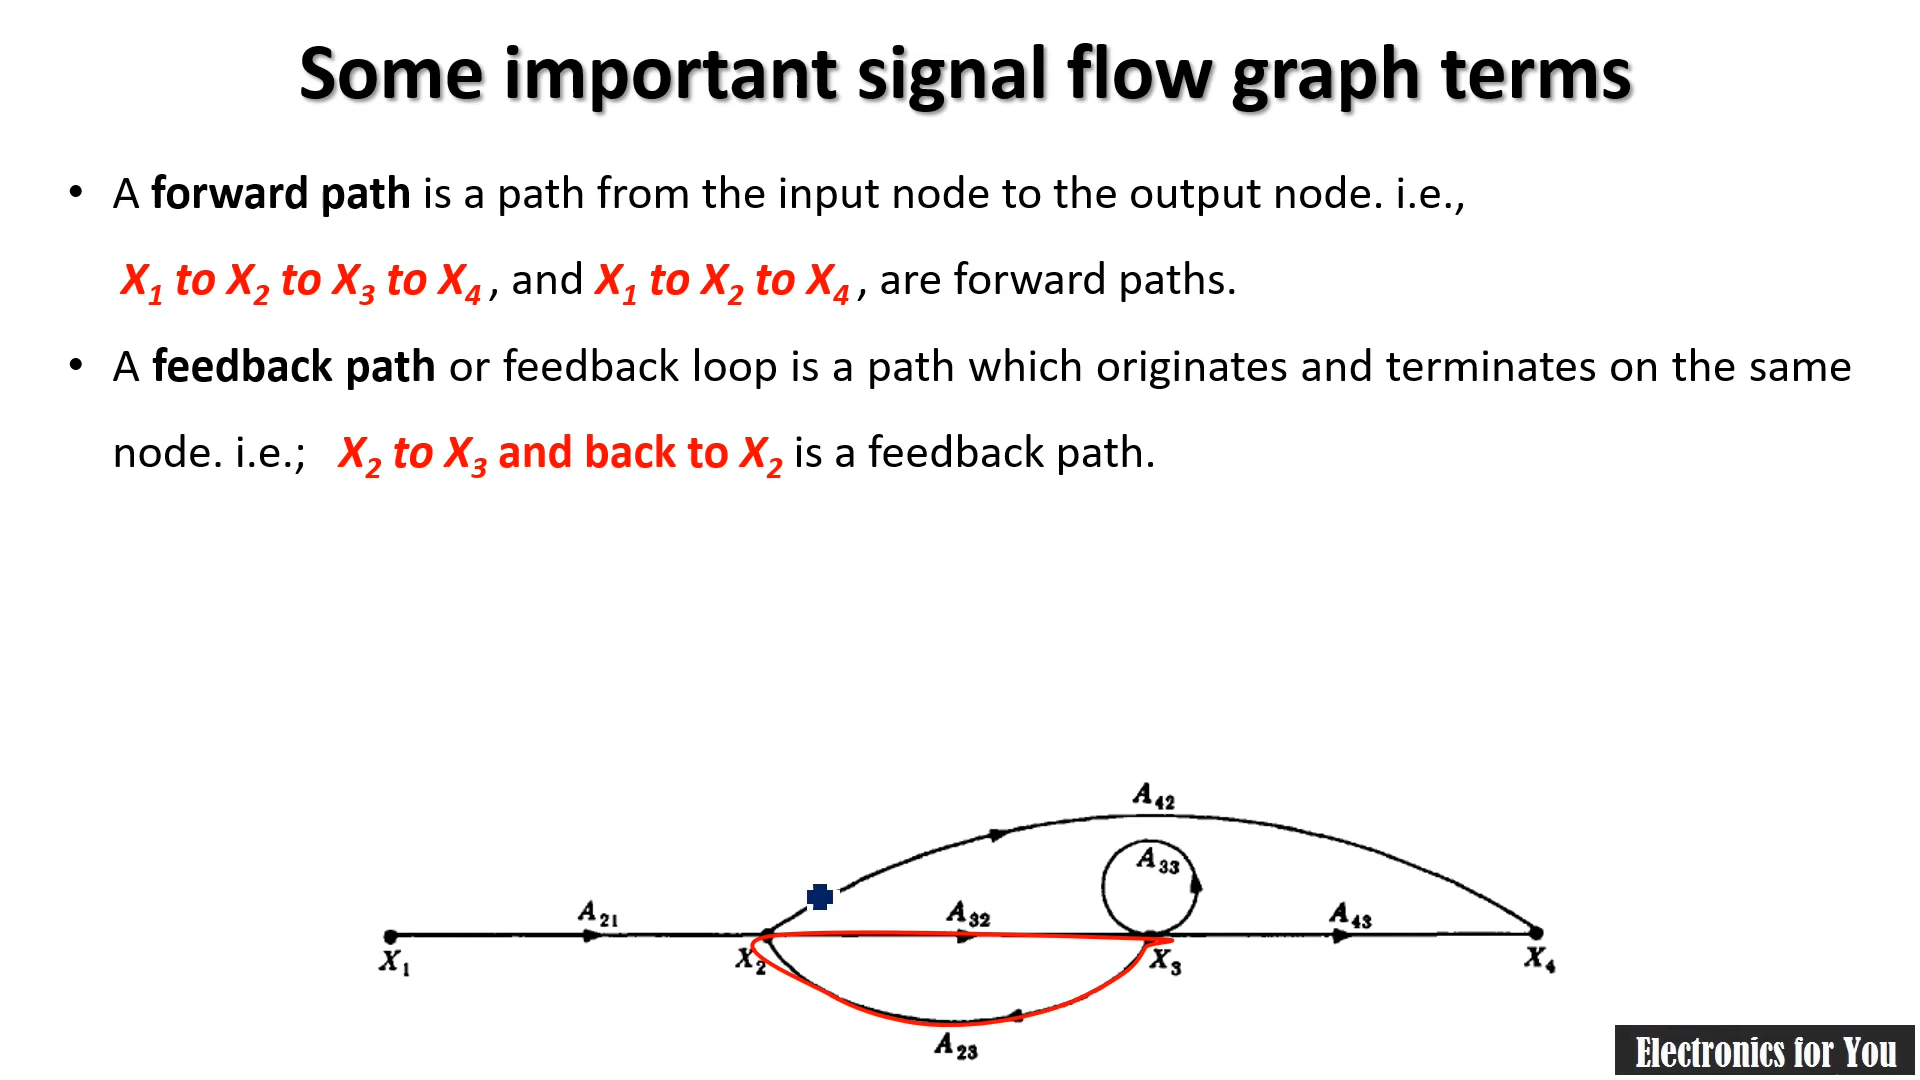 Some important signal flow graph terms
• A forward path is a path from the input node to the output node. i.e.,
X₁ to X₂ to X₃ to X₄, and X₁ to X₂ to X₄, are forward paths.
• A feedback path or feedback loop is a path which originates and terminates on the same
node. i.e.; X₂ to X₃ and back to X₂ is a feedback path.
A₄₂
A₃₃
A₂₁
A₃₂
A₄₃
X₁
X₂
X₃
X₄
A₂₃
Electronics for You